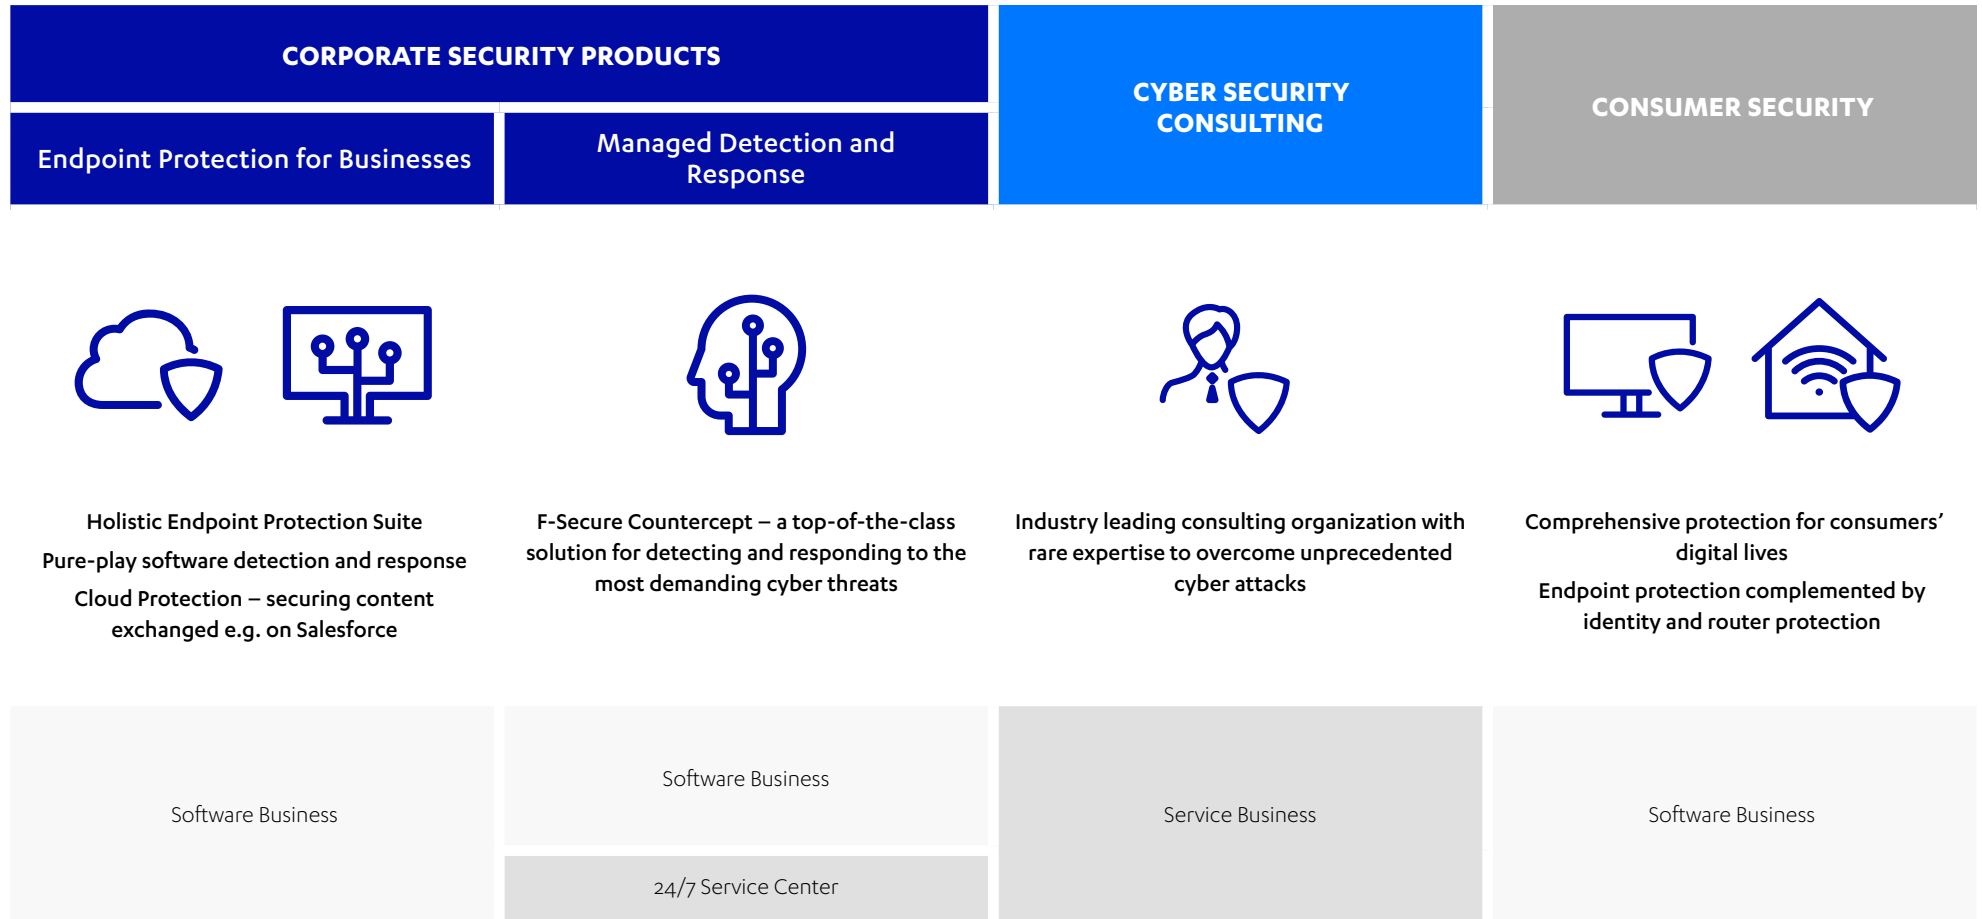 CORPORATE SECURITY PRODUCTS
Endpoint Protection for Businesses
Managed Detection and
Response
CYBER SECURITY
CONSULTING
CONSUMER SECURITY
Holistic Endpoint Protection Suite
Pure-play software detection and response
Cloud Protection – securing content
exchanged e.g. on Salesforce
F-Secure Countercept – a top-of-the-class
solution for detecting and responding to the
most demanding cyber threats
Industry leading consulting organization with
rare expertise to overcome unprecedented
cyber attacks
Comprehensive protection for consumers’
digital lives
Endpoint protection complemented by
identity and router protection
Software Business
Software Business
24/7 Service Center
Service Business
Software Business